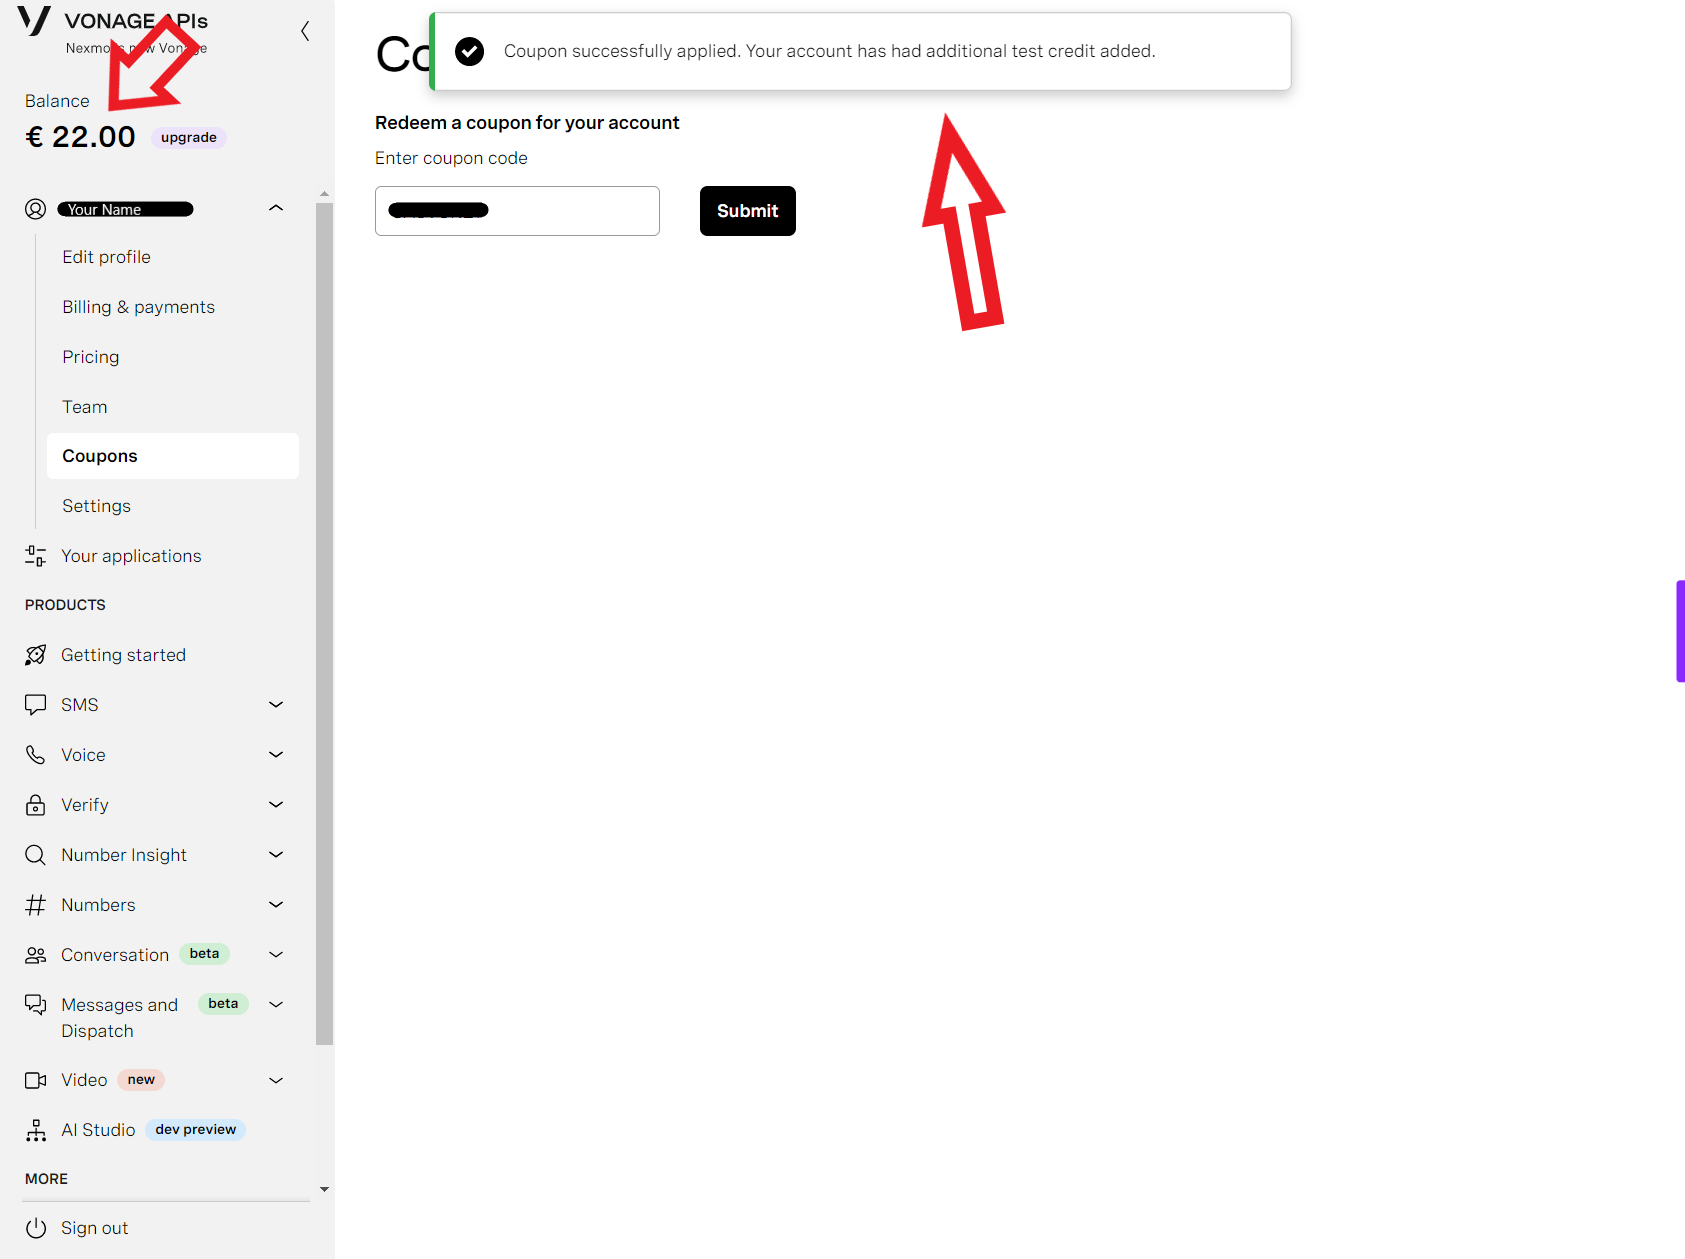 VONAGE APIs
Nexmo is now Vonage
Balance
€ 22.00 upgrade
Your Name
Edit profile
Billing & payments
Pricing
Team
Coupons
Settings
Your applications
PRODUCTS
Getting started
SMS
Voice
Verify
Number Insight
Numbers
Conversation beta
Messages and beta
Dispatch
Video new
AI Studio dev preview
MORE
Sign out
Coupon successfully applied. Your account has had additional test credit added.
Redeem a coupon for your account
Enter coupon code
Submit